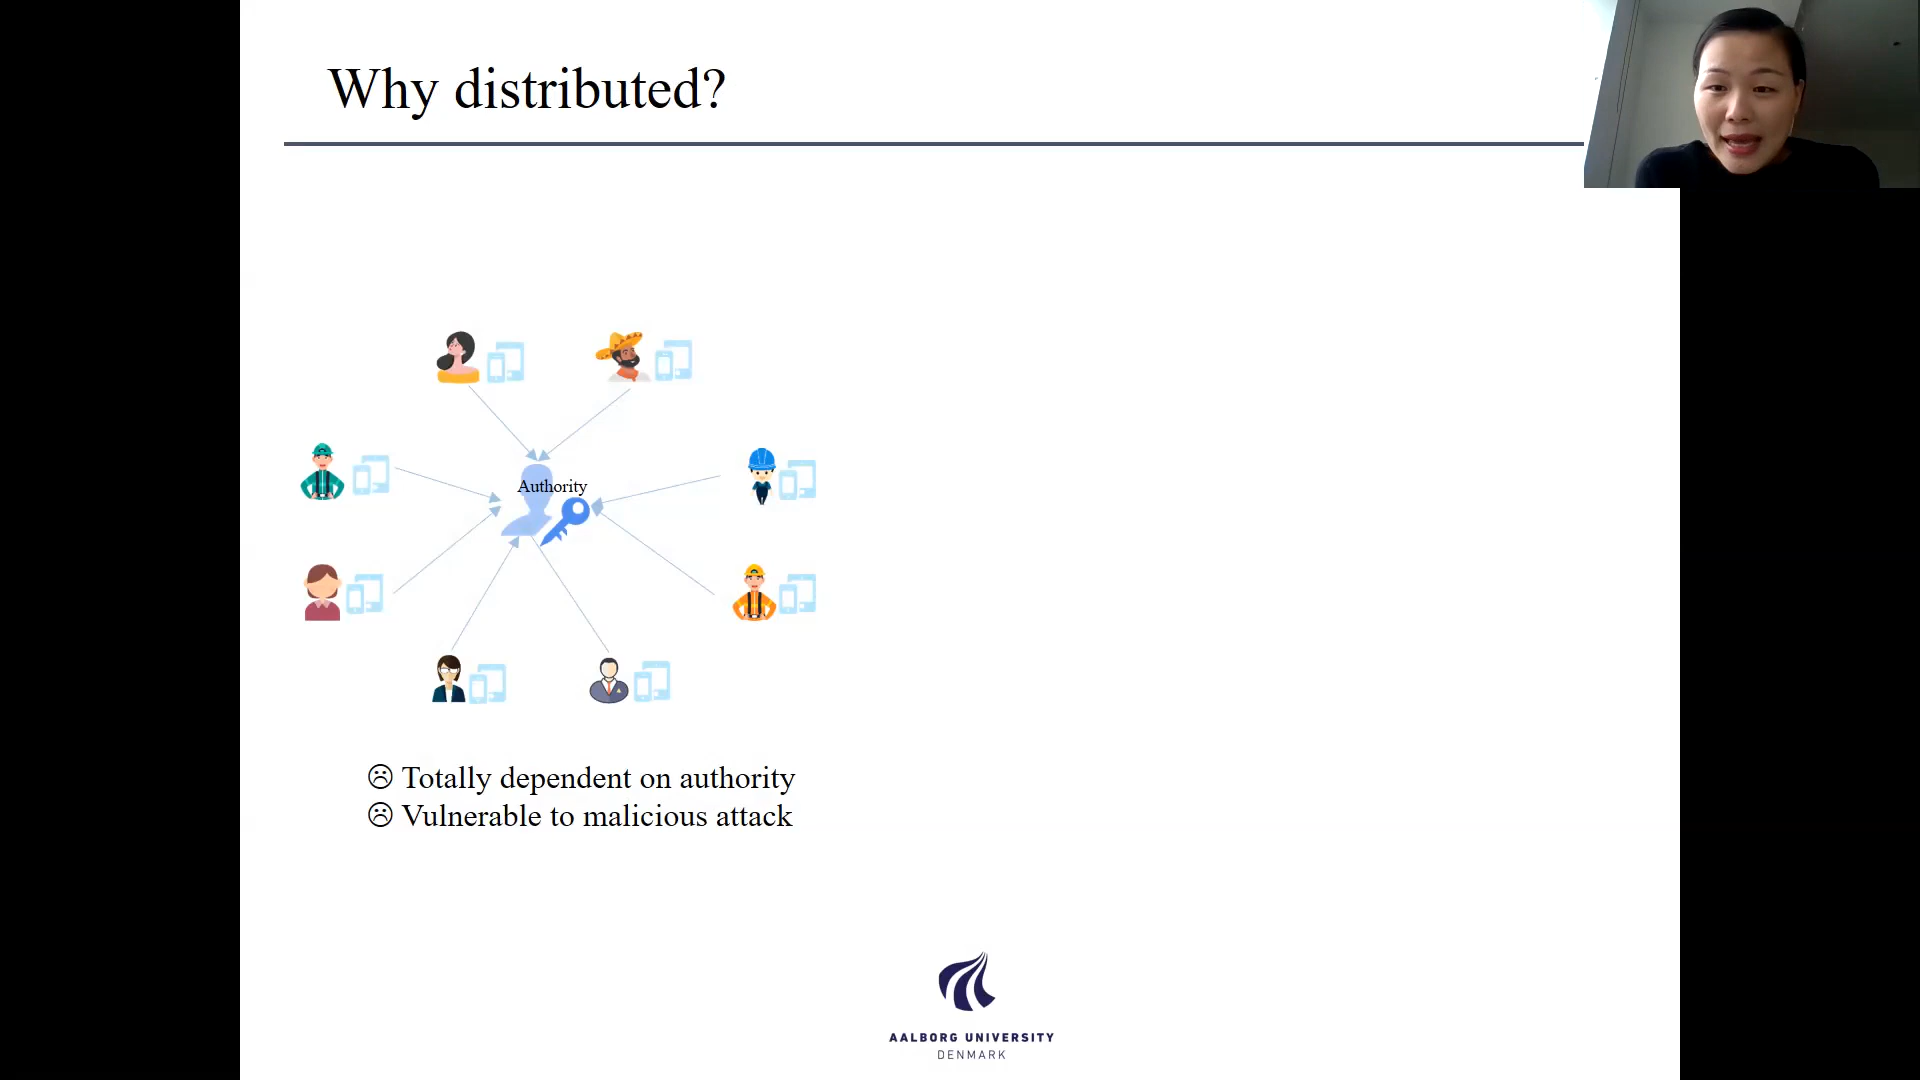 Why distributed?
Authority
☹ Totally dependent on authority
☹ Vulnerable to malicious attack
AALBORG UNIVERSITY
DENMARK